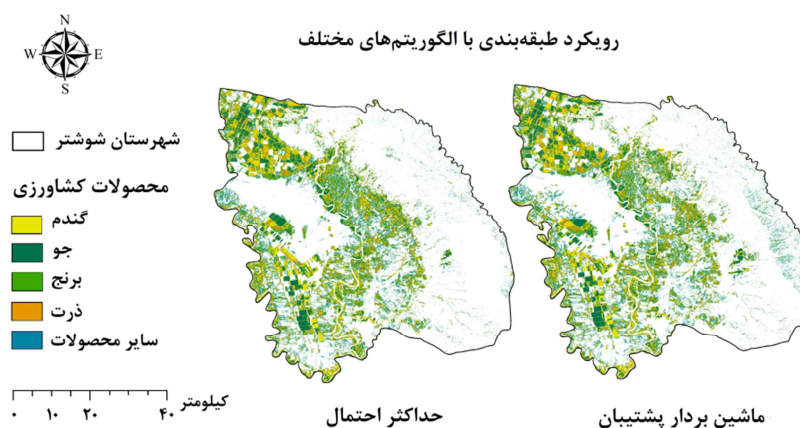 رویکرد طبقه‌بندی با الگوریتم‌های مختلف
N
W E
S
شهرستان شوشتر
محصولات کشاورزی
گندم
جو
برنج
ذرت
سایر محصولات
۰ ۱۰ ۲۰ ۴۰ کیلومتر
حداکثر احتمال
ماشین بردار پشتیبان